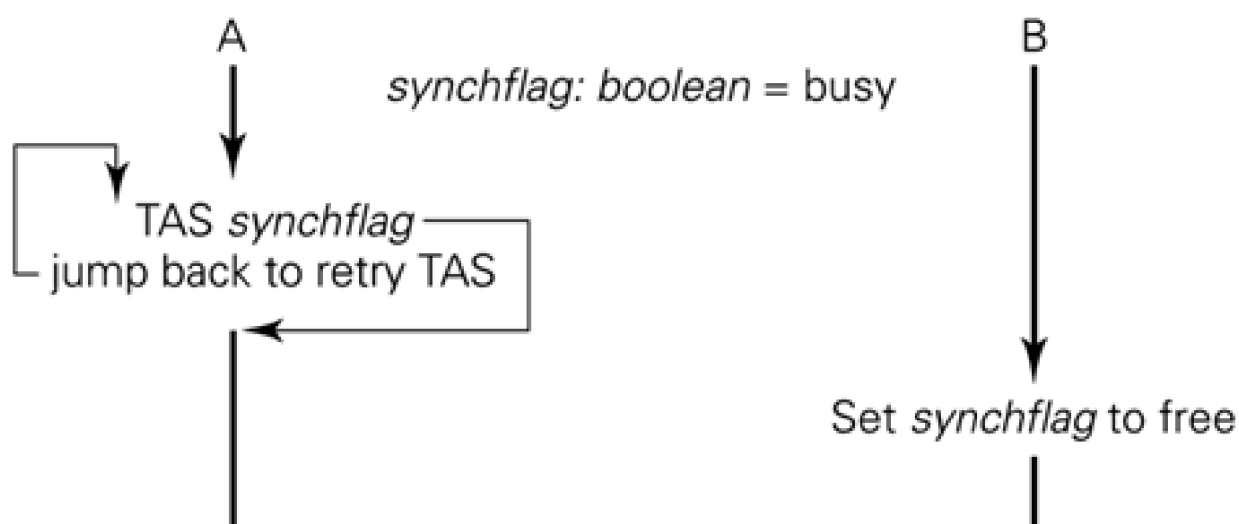 A
B
synchflag: boolean = busy
TAS synchflag
jump back to retry TAS
Set synchflag to free